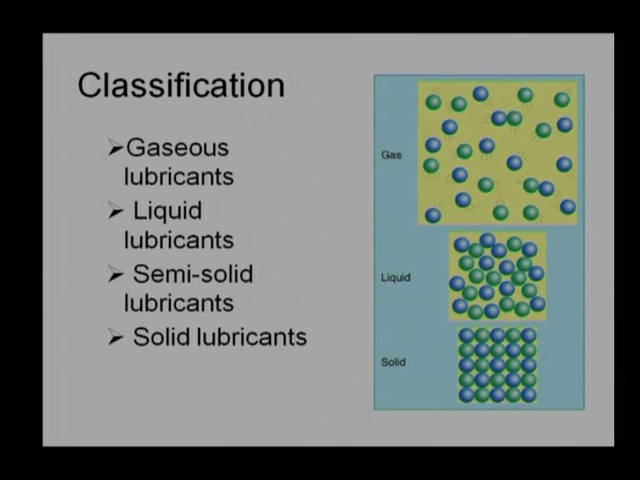 Classification
➢Gaseous
lubricants
➢ Liquid
lubricants
➢ Semi-solid
lubricants
➢ Solid lubricants
Gas
Liquid
Solid